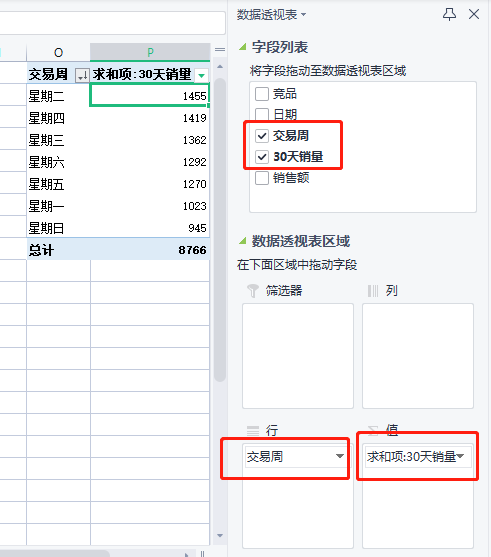 O P
交易周 求和项:30天销量
星期二 1455
星期四 1419
星期三 1362
星期六 1292
星期五 1270
星期一 1023
星期日 945
总计 8766
数据透视表
字段列表
将字段拖动至数据透视表区域
竞品
日期
交易周
30天销量
销售额
数据透视表区域
在下面区域中拖动字段
筛选器 列
行 值
交易周 求和项:30天销量